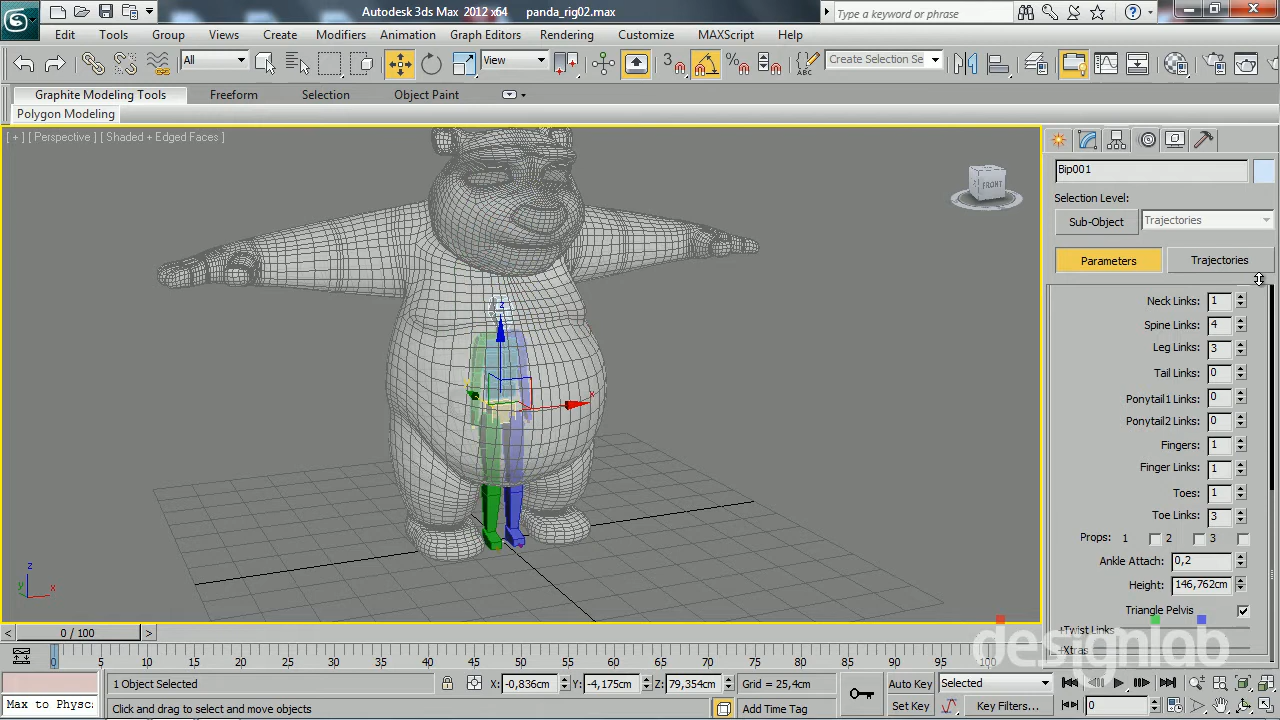 Autodesk 3ds Max 2012 x64 panda_rig02.max
Type a keyword or phrase
Edit Tools Group Views Create Modifiers Animation Graph Editors Rendering Customize MAXScript Help
All View 3 Create Selection Se
Graphite Modeling Tools Freeform Selection Object Paint
Polygon Modeling
[ + ] [ Perspective ] [ Shaded + Edged Faces ]
FRONT
Bip001
Selection Level:
Sub-Object Trajectories
Parameters Trajectories
Neck Links: 1
Spine Links: 4
Leg Links: 3
Tail Links: 0
Ponytail1 Links: 0
Ponytail2 Links: 0
Fingers: 1
Finger Links: 1
Toes: 1
Toe Links: 3
Props: 1 2 3
Ankle Attach: 0,2
Height: 146,762cm
Triangle Pelvis
+Twist Links
+Xtras
z
x
z
y
x
designlab
< 0 / 100 >
0 5 10 15 20 25 30 35 40 45 50 55 60 65 70 75 80 85 90 95 100
1 Object Selected X: -0,836cm Y: -4,175cm Z: 79,354cm Grid = 25,4cm Auto Key Selected
Max to Physc: Click and drag to select and move objects Add Time Tag Set Key Key Filters... 0